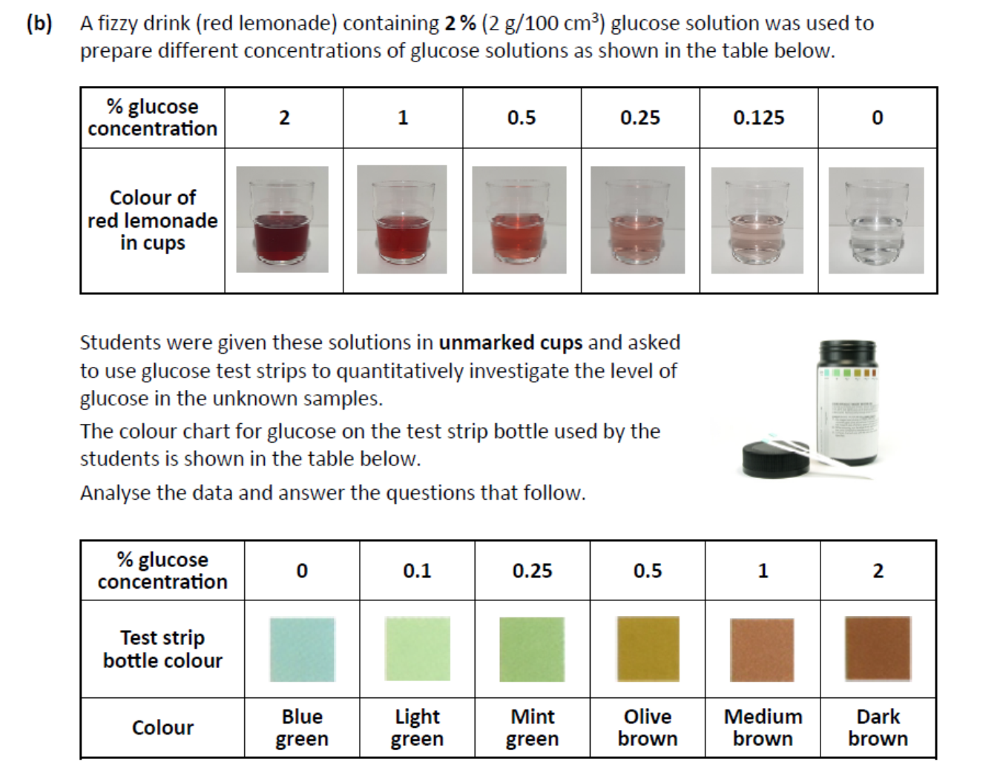 (b) A fizzy drink (red lemonade) containing 2 % (2 g/100 cm³) glucose solution was used to
prepare different concentrations of glucose solutions as shown in the table below.
% glucose concentration 2 1 0.5 0.25 0.125 0
Colour of
red lemonade
in cups
Students were given these solutions in unmarked cups and asked
to use glucose test strips to quantitatively investigate the level of
glucose in the unknown samples.
The colour chart for glucose on the test strip bottle used by the
students is shown in the table below.
Analyse the data and answer the questions that follow.
% glucose concentration 0 0.1 0.25 0.5 1 2
Test strip
bottle colour
Colour Blue green Light green Mint green Olive brown Medium brown Dark brown